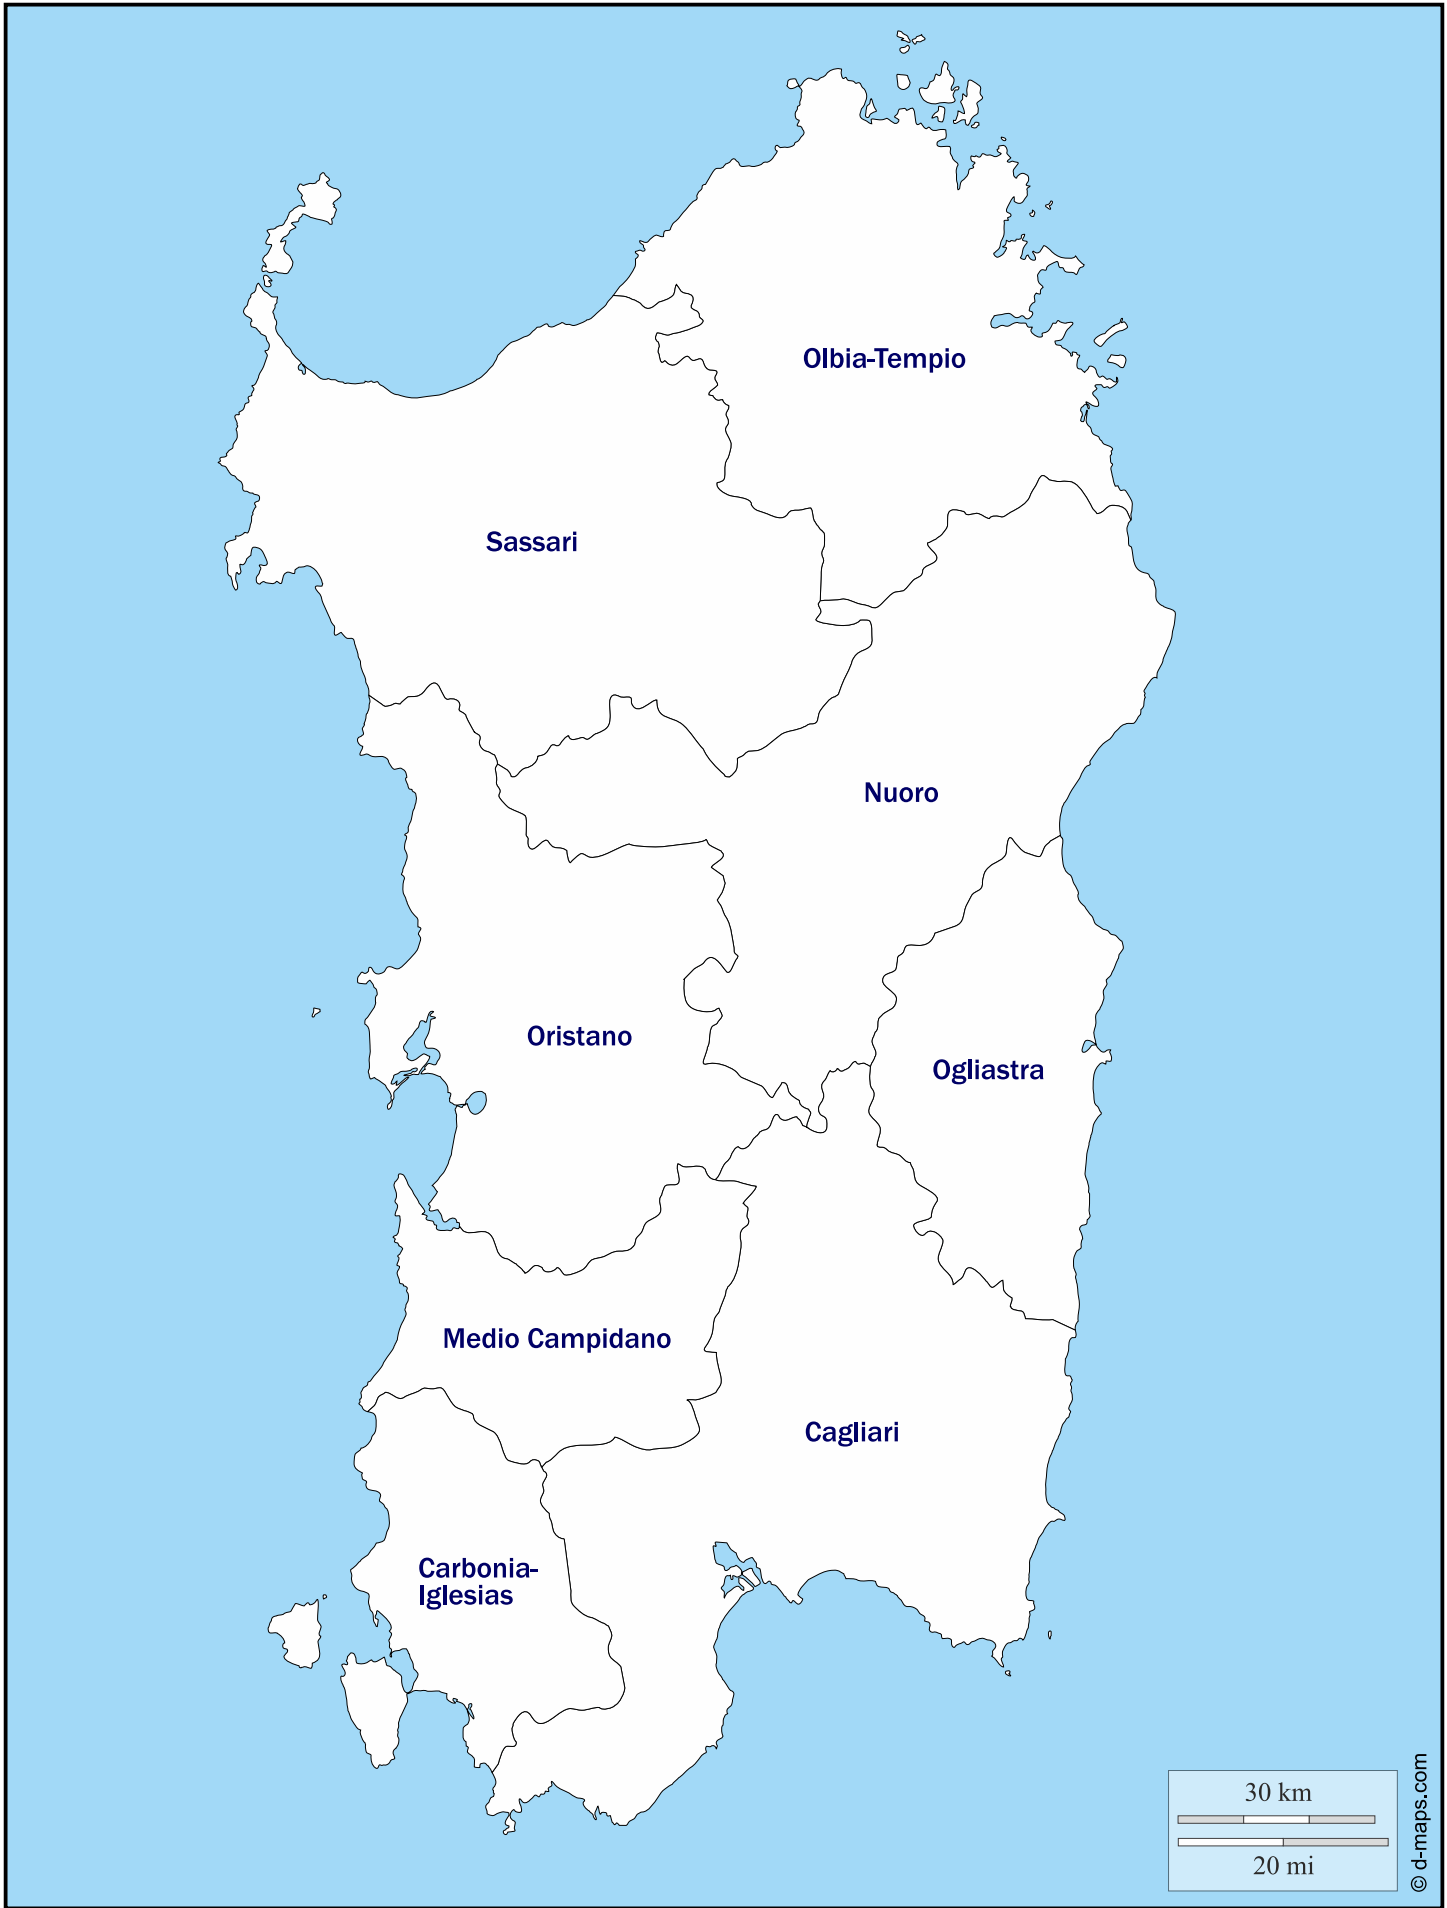 Olbia-Tempio
Sassari
Nuoro
Oristano
Ogliastra
Medio Campidano
Cagliari
Carbonia-
Iglesias
30 km
20 mi
© d-maps.com